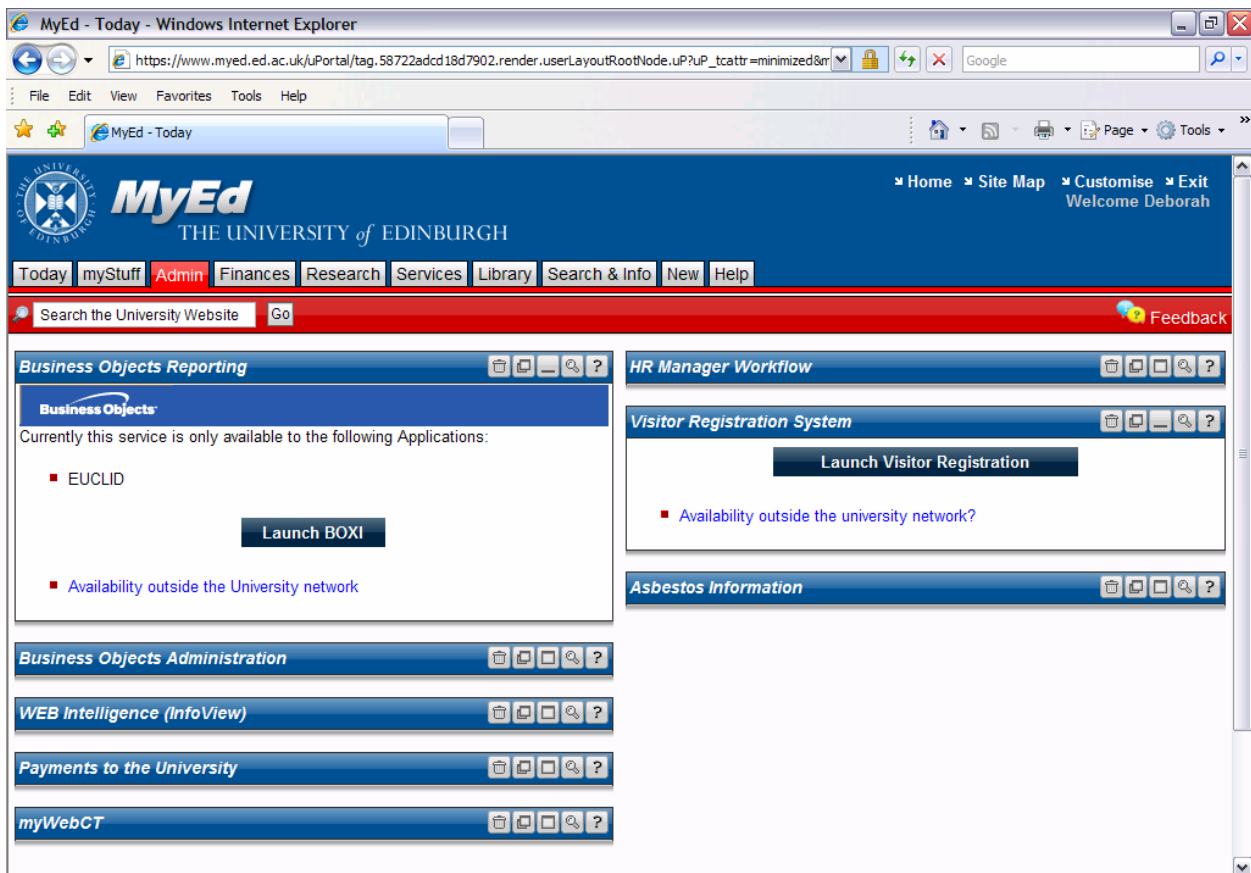 MyEd - Today - Windows Internet Explorer
https://www.myed.ed.ac.uk/uPortal/tag.58722adcd18d7902.render.userLayoutRootNode.uP?uP_tcattr=minimized&m
Google
File Edit View Favorites Tools Help
MyEd - Today
Page Tools
THE UNIVERSITY OF EDINBURGH
MyEd
THE UNIVERSITY of EDINBURGH
Home Site Map Customise Exit
Welcome Deborah
Today myStuff Admin Finances Research Services Library Search & Info New Help
Search the University Website Go
Feedback
Business Objects Reporting
Business Objects
Currently this service is only available to the following Applications:
EUCLID
Launch BOXI
Availability outside the University network
Business Objects Administration
WEB Intelligence (InfoView)
Payments to the University
myWebCT
HR Manager Workflow
Visitor Registration System
Launch Visitor Registration
Availability outside the university network?
Asbestos Information